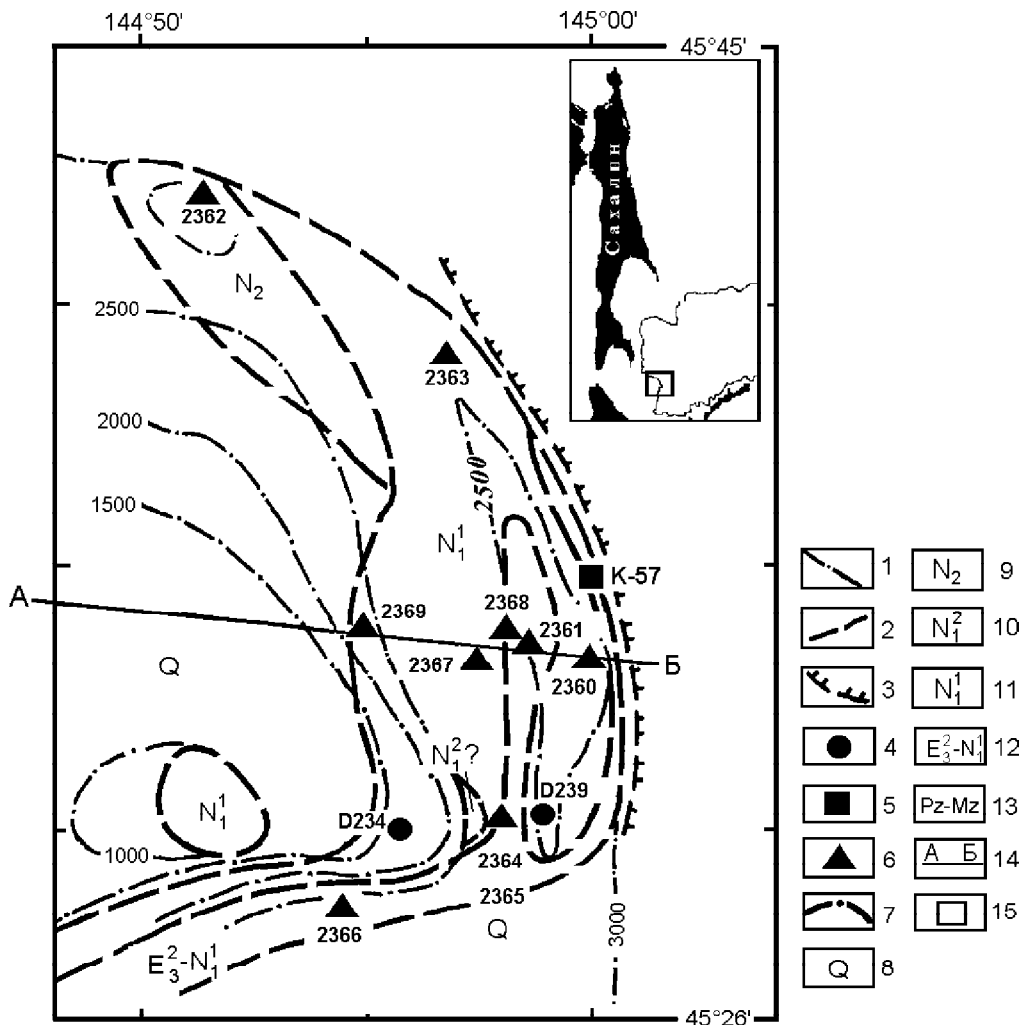 144°50' 145°00'
45°45'
Сахалин
2362
N₂
2500
2363
2000
1500
2500
N₁¹
K-57
А
2369
2368
2361
Б
2367
2360
Q
N₁²?
D239
N₁¹
D234
1000
2364
2365
2366
Q
3000
E₃²-N₁¹
45°26'
1 N₂ 9
2 N₁² 10
3 N₁¹ 11
4 E₃²-N₁¹ 12
5 Pz-Mz 13
6 А Б 14
7 15
Q 8